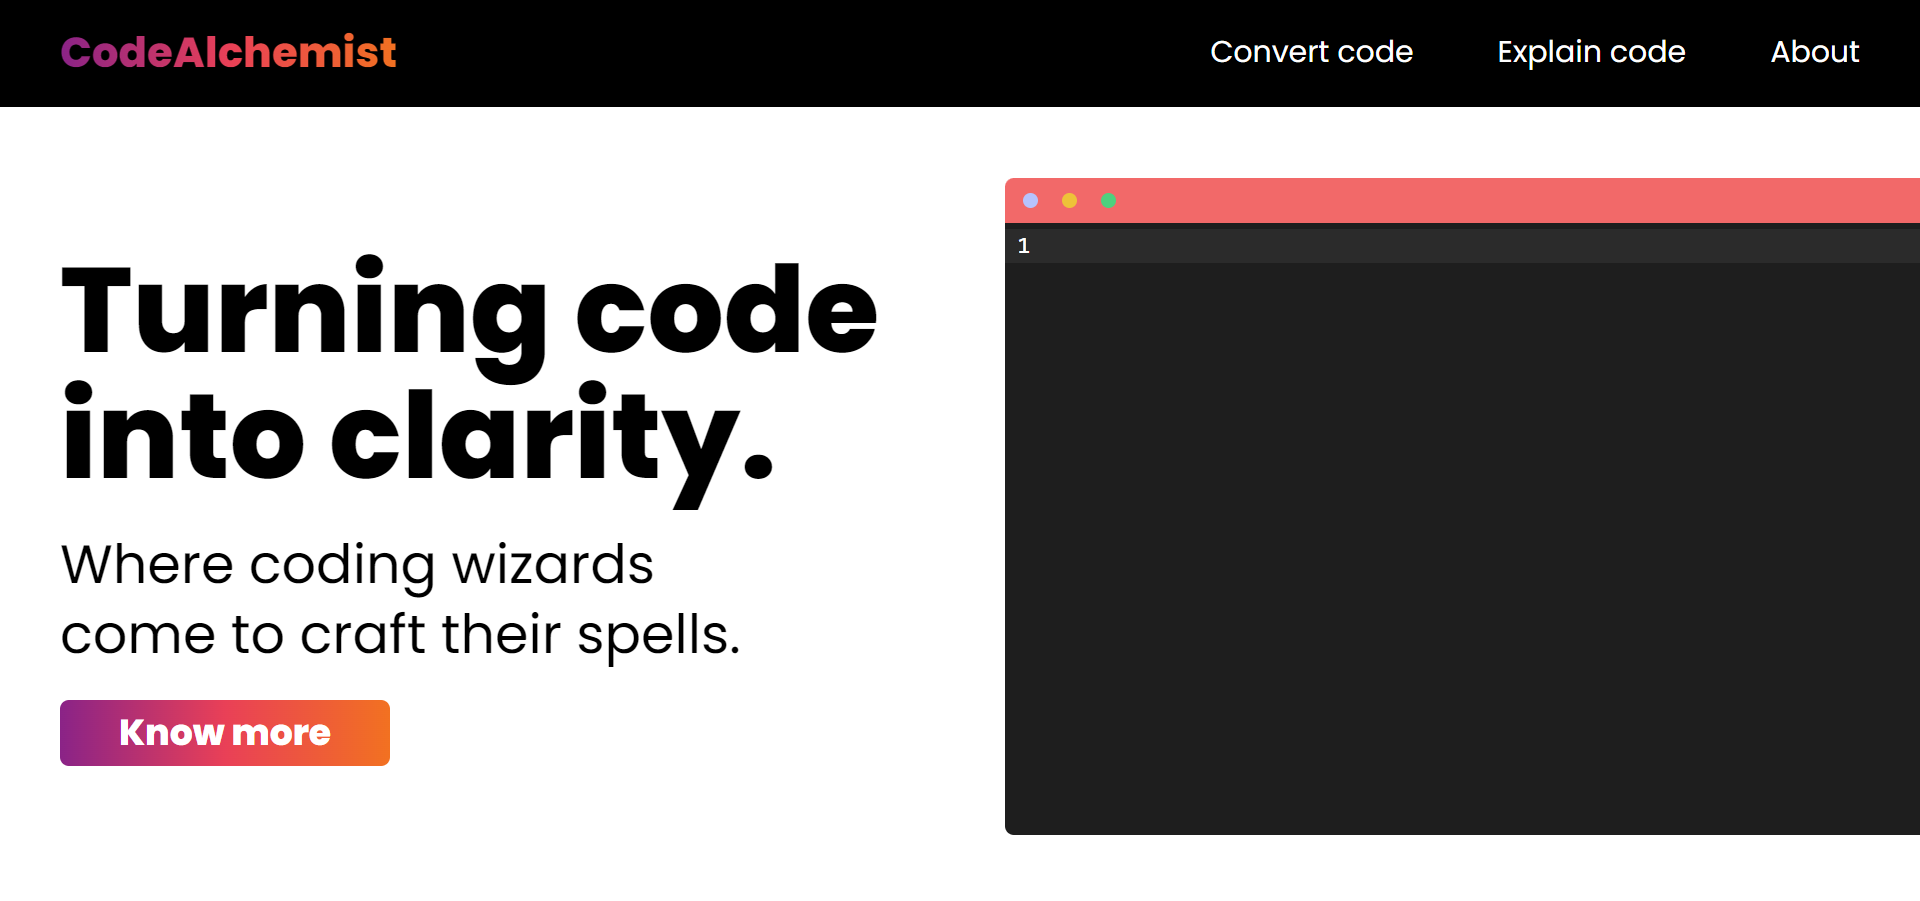 CodeAlchemist
Convert code
Explain code
About
Turning code
into clarity.
Where coding wizards
come to craft their spells.
Know more
1